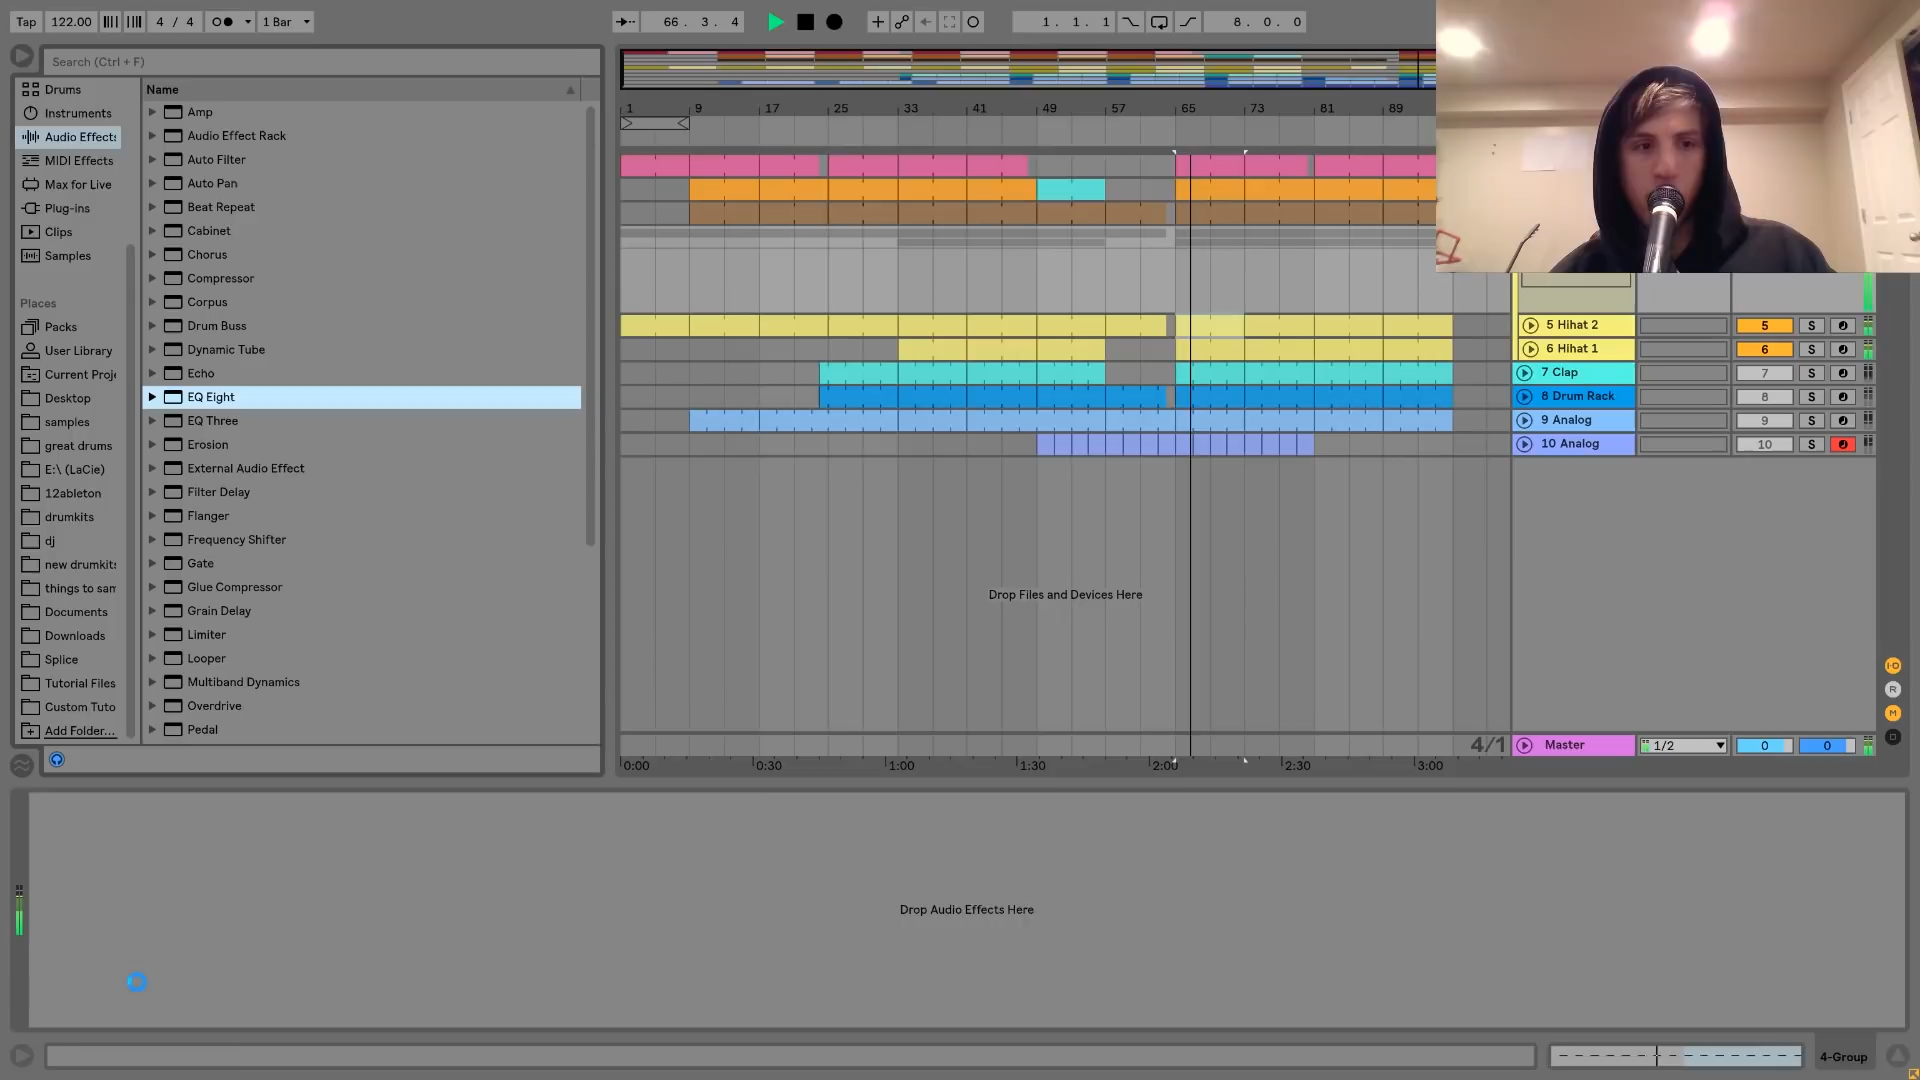 Tap 122.00 4 / 4 1 Bar 66 . 3 . 4 1 . 1 . 1 8 . 0 . 0
Search (Ctrl + F)
Drums
Instruments
Audio Effects
MIDI Effects
Max for Live
Plug-ins
Clips
Samples
Places
Packs
User Library
Current Proje
Desktop
samples
great drums
E:\ (LaCie)
12ableton
drumkits
dj
new drumkits
things to sam
Documents
Downloads
Splice
Tutorial Files
Custom Tuto
Add Folder...
Name
Amp
Audio Effect Rack
Auto Filter
Auto Pan
Beat Repeat
Cabinet
Chorus
Compressor
Corpus
Drum Buss
Dynamic Tube
Echo
EQ Eight
EQ Three
Erosion
External Audio Effect
Filter Delay
Flanger
Frequency Shifter
Gate
Glue Compressor
Grain Delay
Limiter
Looper
Multiband Dynamics
Overdrive
Pedal
1 9 17 25 33 41 49 57 65 73 81 89
5 Hihat 2 5 S
6 Hihat 1 6 S
7 Clap 7 S
8 Drum Rack 8 S
9 Analog 9 S
10 Analog 10 S
Drop Files and Devices Here
I·O
R
M
D
4/1 Master 1/2 0 0
0:00 0:30 1:00 1:30 2:00 2:30 3:00
Drop Audio Effects Here
4-Group